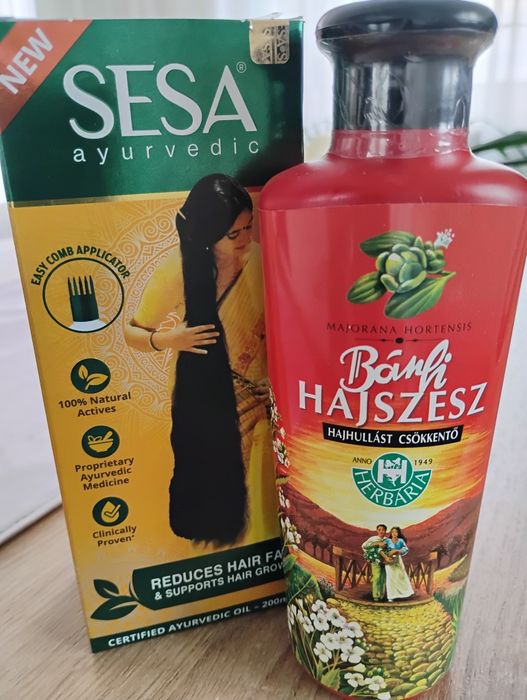 NEW
SESA®
ayurvedic
EASY COMB APPLICATOR
100% Natural
Actives
Proprietary
Ayurvedic
Medicine
Clinically
Proven*
REDUCES HAIR FA
& SUPPORTS HAIR GROW
CERTIFIED AYURVEDIC OIL - 200m
MAJORANA HORTENSIS
Bánfi
HAJSZESZ
HAJHULLÁST CSÖKKENTŐ
ANNO 1949
HERBÁRIA